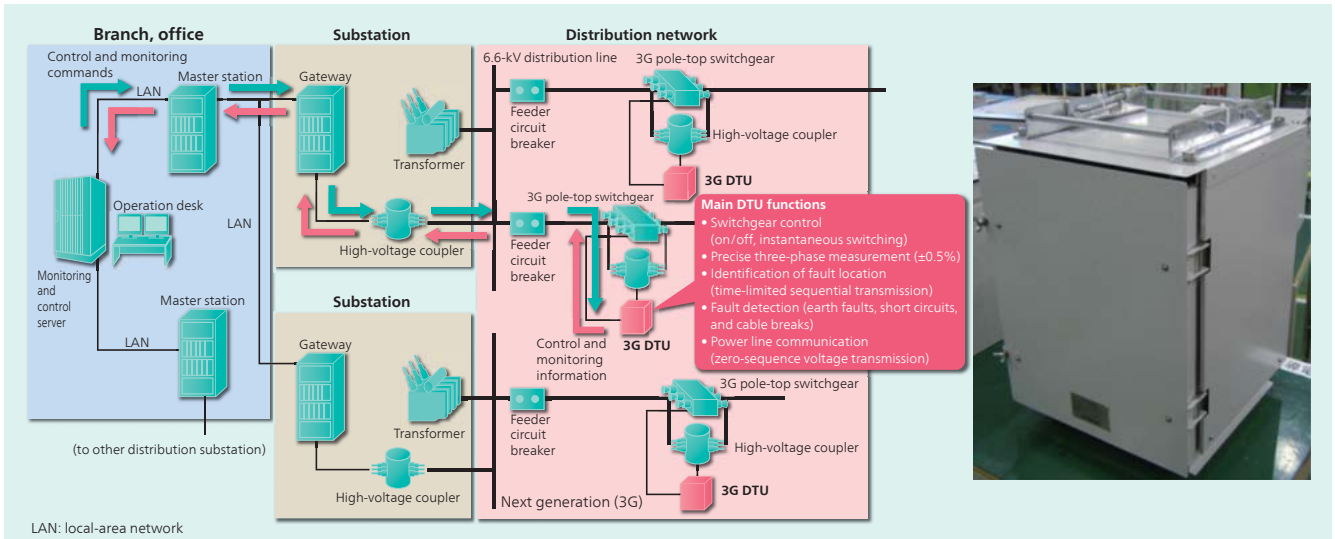 Branch, office
Control and monitoring
commands
LAN
Master station
Operation desk
LAN
Monitoring
and
control
server
Master station
LAN
(to other distribution substation)
Substation
Gateway
Transformer
High-voltage coupler
Substation
Gateway
Transformer
High-voltage coupler
Distribution network
6.6-kV distribution line
3G pole-top switchgear
Feeder
circuit
breaker
High-voltage coupler
3G DTU
3G pole-top switchgear
Feeder
circuit
breaker
Control and
monitoring
information
3G DTU
Main DTU functions
• Switchgear control
(on/off, instantaneous switching)
• Precise three-phase measurement (±0.5%)
• Identification of fault location
(time-limited sequential transmission)
• Fault detection (earth faults, short circuits,
and cable breaks)
• Power line communication
(zero-sequence voltage transmission)
3G pole-top switchgear
Feeder
circuit
breaker
High-voltage coupler
3G DTU
Next generation (3G)
LAN: local-area network